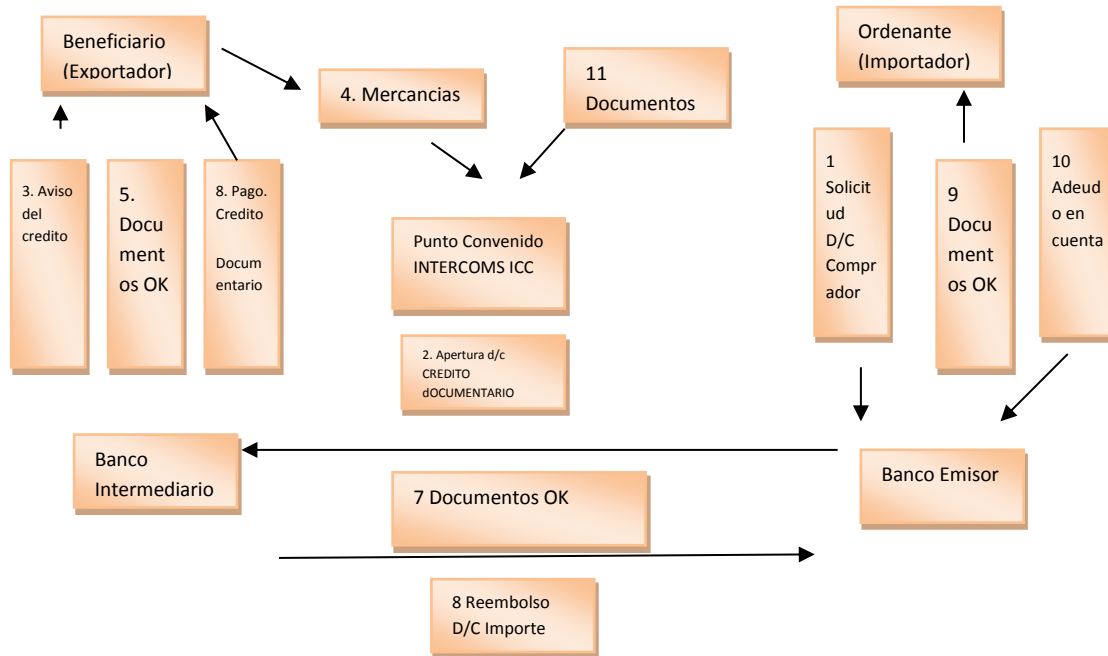 Beneficiario
(Exportador)
Ordenante
(Importador)
4. Mercancias
11
Documentos
3. Aviso
del
credito
5.
Docu
ment
os OK
8. Pago.
Credito
Docum
entario
Punto Convenido
INTERCOMS ICC
1
Solicit
ud
D/C
Compr
ador
9
Docu
ment
os OK
10
Adeud
o en
cuenta
2. Apertura d/c
CREDITO
dOCUMENTARIO
Banco
Intermediario
7 Documentos OK
Banco Emisor
8 Reembolso
D/C Importe